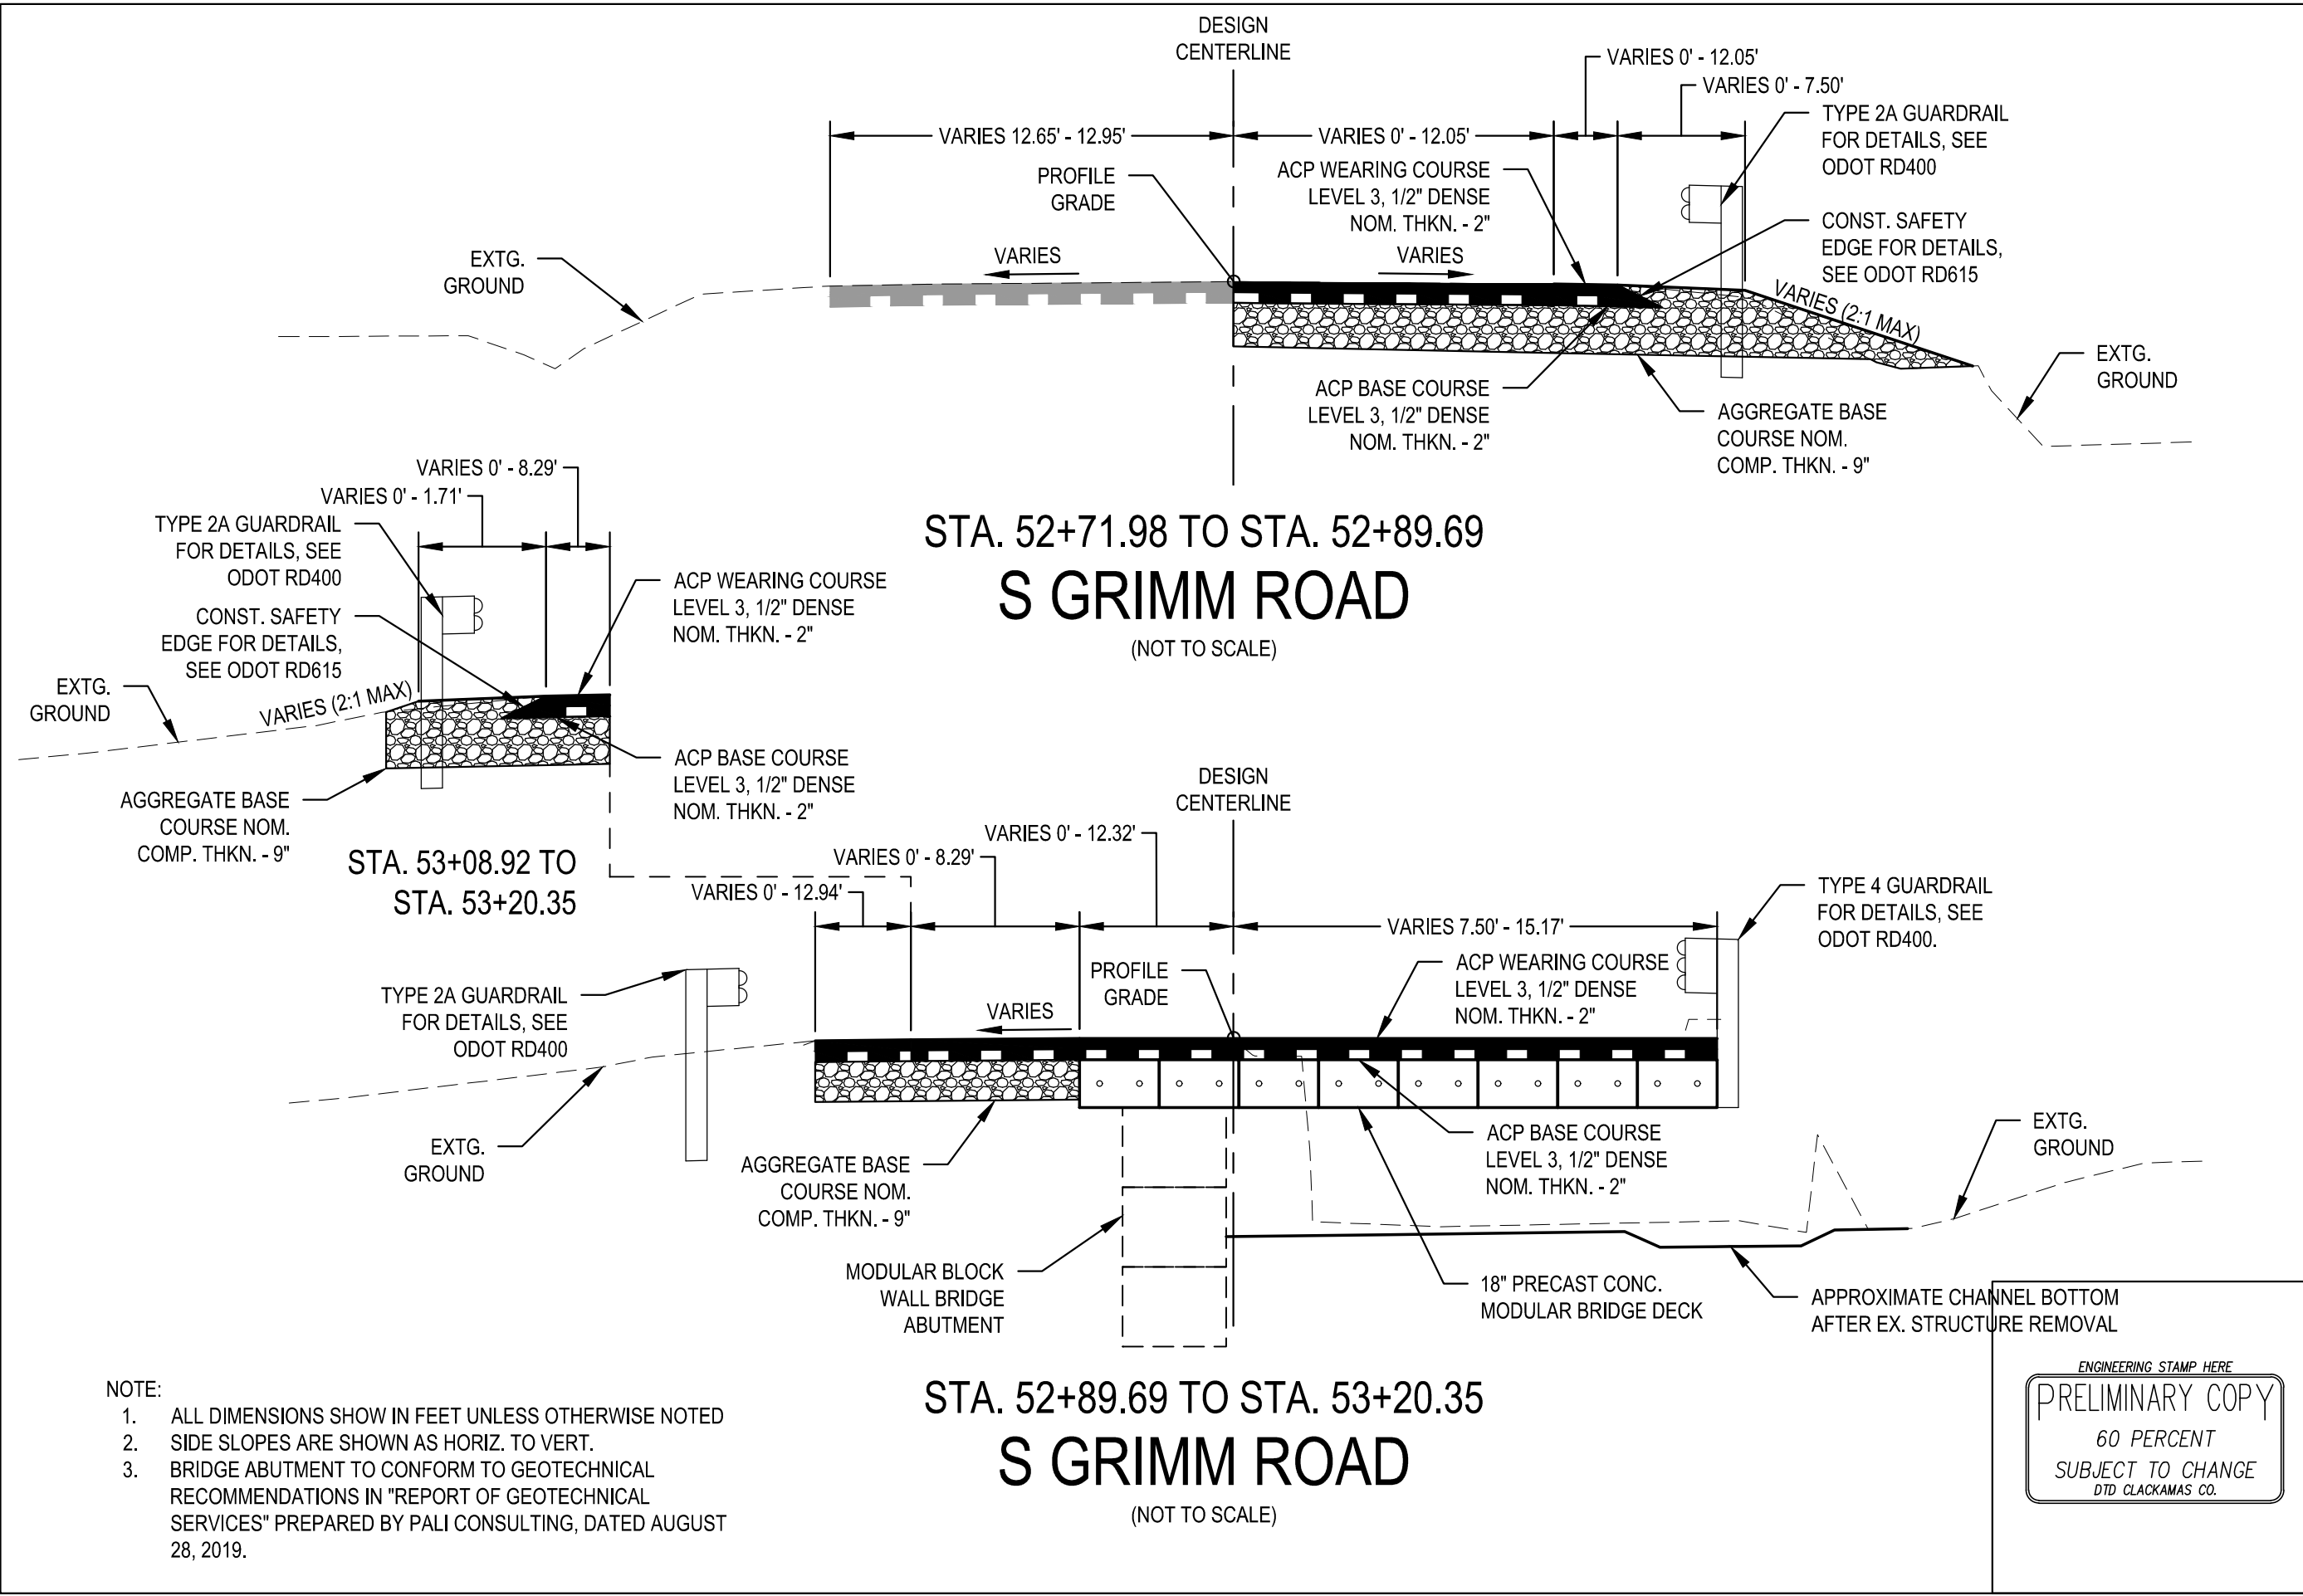 DESIGN
CENTERLINE
VARIES 0' - 12.05'
VARIES 0' - 7.50'
VARIES 12.65' - 12.95'
VARIES 0' - 12.05'
TYPE 2A GUARDRAIL
FOR DETAILS, SEE
ODOT RD400
PROFILE
GRADE
ACP WEARING COURSE
LEVEL 3, 1/2" DENSE
NOM. THKN. - 2"
CONST. SAFETY
EDGE FOR DETAILS,
SEE ODOT RD615
EXTG.
GROUND
VARIES
VARIES
VARIES (2:1 MAX)
EXTG.
GROUND
ACP BASE COURSE
LEVEL 3, 1/2" DENSE
NOM. THKN. - 2"
AGGREGATE BASE
COURSE NOM.
COMP. THKN. - 9"
STA. 52+71.98 TO STA. 52+89.69
S GRIMM ROAD
(NOT TO SCALE)
VARIES 0' - 8.29'
VARIES 0' - 1.71'
TYPE 2A GUARDRAIL
FOR DETAILS, SEE
ODOT RD400
CONST. SAFETY
EDGE FOR DETAILS,
SEE ODOT RD615
ACP WEARING COURSE
LEVEL 3, 1/2" DENSE
NOM. THKN. - 2"
EXTG.
GROUND
VARIES (2:1 MAX)
ACP BASE COURSE
LEVEL 3, 1/2" DENSE
NOM. THKN. - 2"
AGGREGATE BASE
COURSE NOM.
COMP. THKN. - 9"
STA. 53+08.92 TO
STA. 53+20.35
DESIGN
CENTERLINE
VARIES 0' - 12.32'
VARIES 0' - 8.29'
VARIES 0' - 12.94'
VARIES 7.50' - 15.17'
TYPE 4 GUARDRAIL
FOR DETAILS, SEE
ODOT RD400.
TYPE 2A GUARDRAIL
FOR DETAILS, SEE
ODOT RD400
VARIES
PROFILE
GRADE
ACP WEARING COURSE
LEVEL 3, 1/2" DENSE
NOM. THKN. - 2"
EXTG.
GROUND
AGGREGATE BASE
COURSE NOM.
COMP. THKN. - 9"
ACP BASE COURSE
LEVEL 3, 1/2" DENSE
NOM. THKN. - 2"
EXTG.
GROUND
MODULAR BLOCK
WALL BRIDGE
ABUTMENT
18" PRECAST CONC.
MODULAR BRIDGE DECK
APPROXIMATE CHANNEL BOTTOM
AFTER EX. STRUCTURE REMOVAL
STA. 52+89.69 TO STA. 53+20.35
S GRIMM ROAD
(NOT TO SCALE)
NOTE:
1. ALL DIMENSIONS SHOW IN FEET UNLESS OTHERWISE NOTED
2. SIDE SLOPES ARE SHOWN AS HORIZ. TO VERT.
3. BRIDGE ABUTMENT TO CONFORM TO GEOTECHNICAL
RECOMMENDATIONS IN "REPORT OF GEOTECHNICAL
SERVICES" PREPARED BY PALI CONSULTING, DATED AUGUST
28, 2019.
ENGINEERING STAMP HERE
PRELIMINARY COPY
60 PERCENT
SUBJECT TO CHANGE
DTD CLACKAMAS CO.